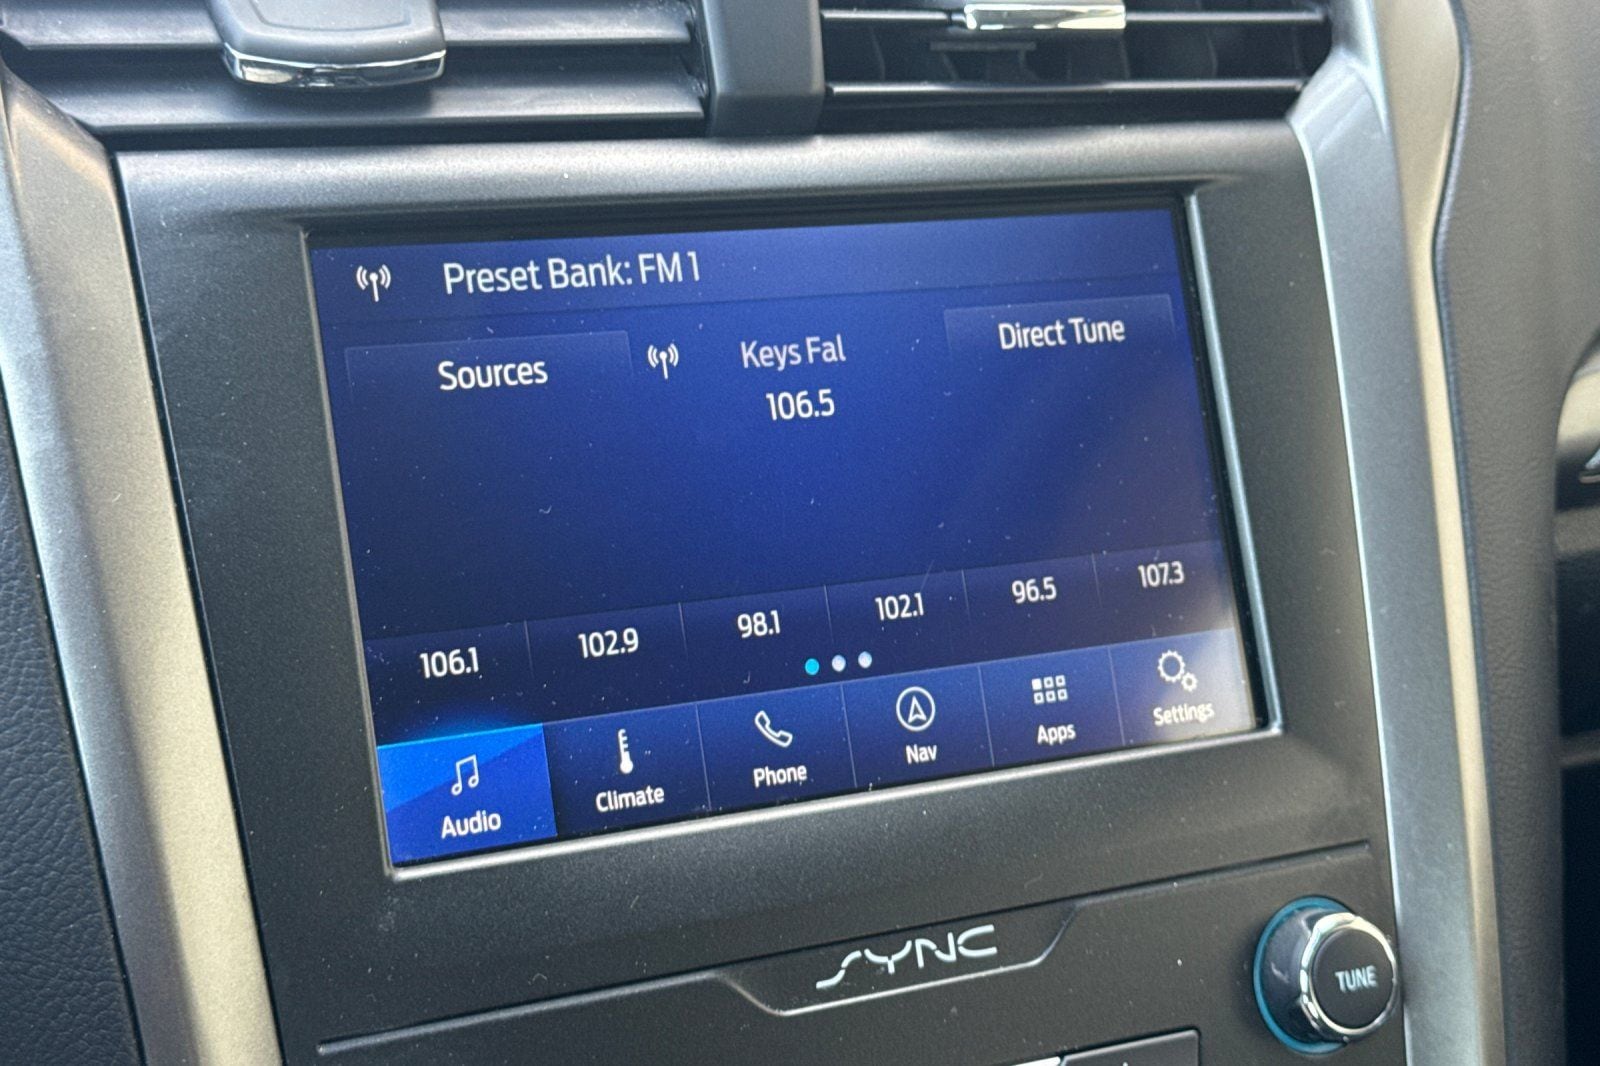 Preset Bank: FM 1
Sources
Keys Fal
Direct Tune
106.5
106.1 102.9 98.1 102.1 96.5 107.3
Audio Climate Phone Nav Apps Settings
SYNC
TUNE